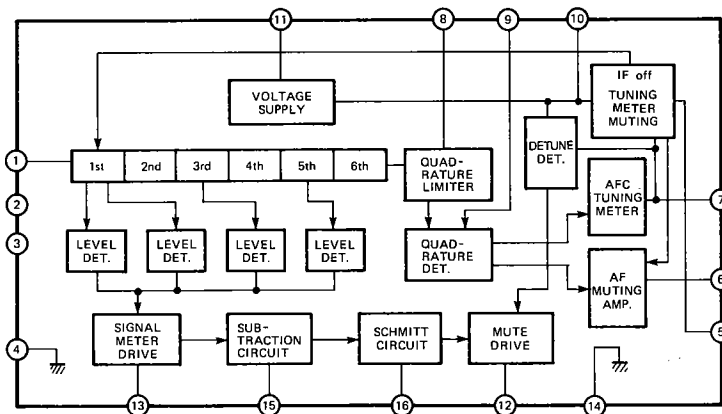 11
8
9
10
IF off
TUNING
METER
MUTING
VOLTAGE
SUPPLY
DETUNE
DET.
1
1st 2nd 3rd 4th 5th 6th
QUAD-
RATURE
LIMITER
AFC
TUNING
METER
7
2
3
LEVEL
DET.
LEVEL
DET.
LEVEL
DET.
LEVEL
DET.
QUAD-
RATURE
DET.
AF
MUTING
AMP.
6
5
4
SIGNAL
METER
DRIVE
SUB-
TRACTION
CIRCUIT
SCHMITT
CIRCUIT
MUTE
DRIVE
13
15
16
12
14